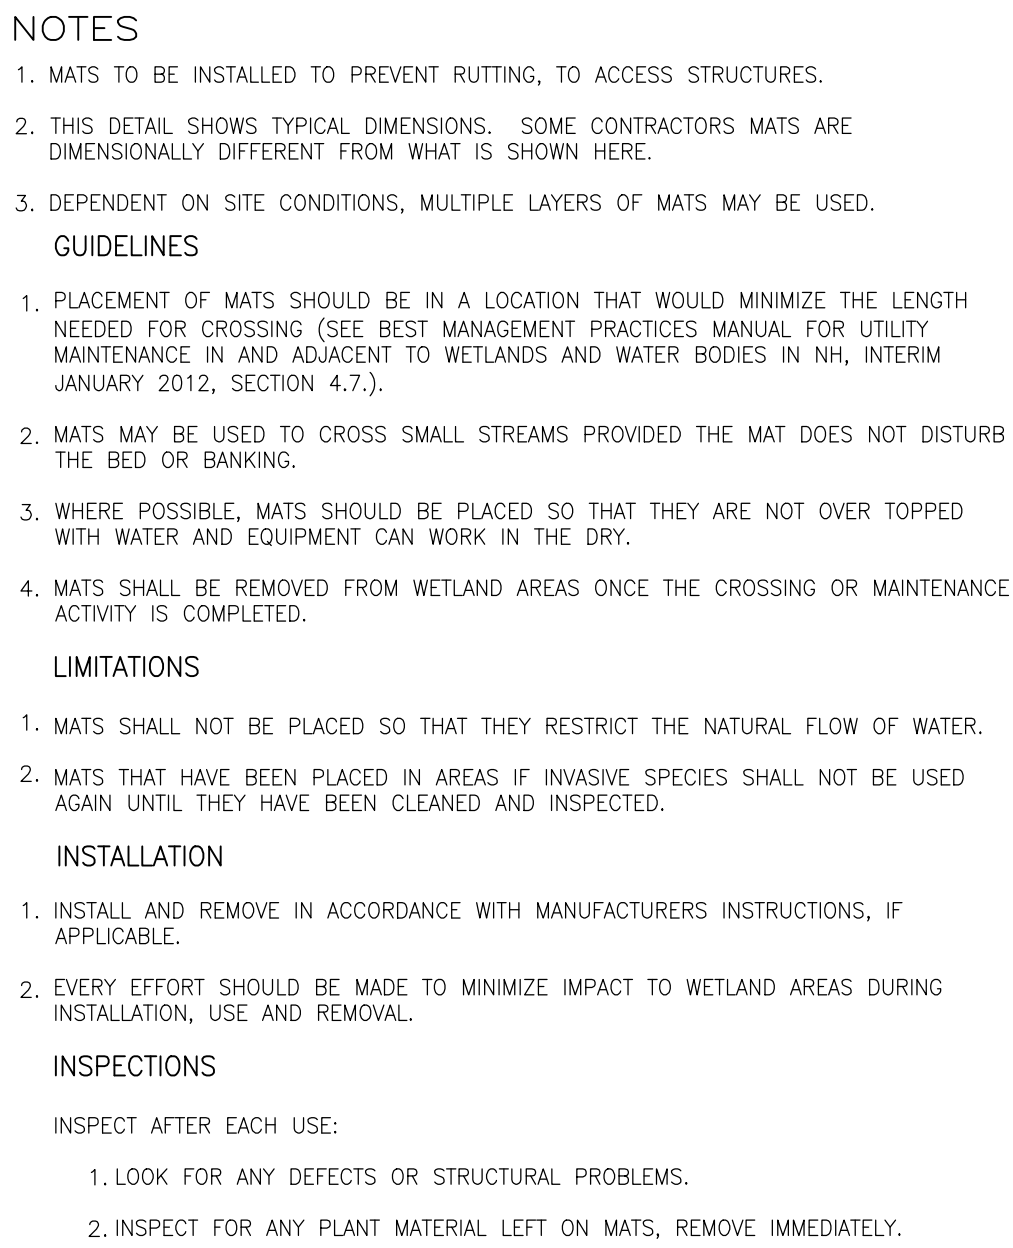 NOTES
1. MATS TO BE INSTALLED TO PREVENT RUTTING, TO ACCESS STRUCTURES.
2. THIS DETAIL SHOWS TYPICAL DIMENSIONS. SOME CONTRACTORS MATS ARE
DIMENSIONALLY DIFFERENT FROM WHAT IS SHOWN HERE.
3. DEPENDENT ON SITE CONDITIONS, MULTIPLE LAYERS OF MATS MAY BE USED.
GUIDELINES
1. PLACEMENT OF MATS SHOULD BE IN A LOCATION THAT WOULD MINIMIZE THE LENGTH
NEEDED FOR CROSSING (SEE BEST MANAGEMENT PRACTICES MANUAL FOR UTILITY
MAINTENANCE IN AND ADJACENT TO WETLANDS AND WATER BODIES IN NH, INTERIM
JANUARY 2012, SECTION 4.7.).
2. MATS MAY BE USED TO CROSS SMALL STREAMS PROVIDED THE MAT DOES NOT DISTURB
THE BED OR BANKING.
3. WHERE POSSIBLE, MATS SHOULD BE PLACED SO THAT THEY ARE NOT OVER TOPPED
WITH WATER AND EQUIPMENT CAN WORK IN THE DRY.
4. MATS SHALL BE REMOVED FROM WETLAND AREAS ONCE THE CROSSING OR MAINTENANCE
ACTIVITY IS COMPLETED.
LIMITATIONS
1. MATS SHALL NOT BE PLACED SO THAT THEY RESTRICT THE NATURAL FLOW OF WATER.
2. MATS THAT HAVE BEEN PLACED IN AREAS IF INVASIVE SPECIES SHALL NOT BE USED
AGAIN UNTIL THEY HAVE BEEN CLEANED AND INSPECTED.
INSTALLATION
1. INSTALL AND REMOVE IN ACCORDANCE WITH MANUFACTURERS INSTRUCTIONS, IF
APPLICABLE.
2. EVERY EFFORT SHOULD BE MADE TO MINIMIZE IMPACT TO WETLAND AREAS DURING
INSTALLATION, USE AND REMOVAL.
INSPECTIONS
INSPECT AFTER EACH USE:
1. LOOK FOR ANY DEFECTS OR STRUCTURAL PROBLEMS.
2. INSPECT FOR ANY PLANT MATERIAL LEFT ON MATS, REMOVE IMMEDIATELY.